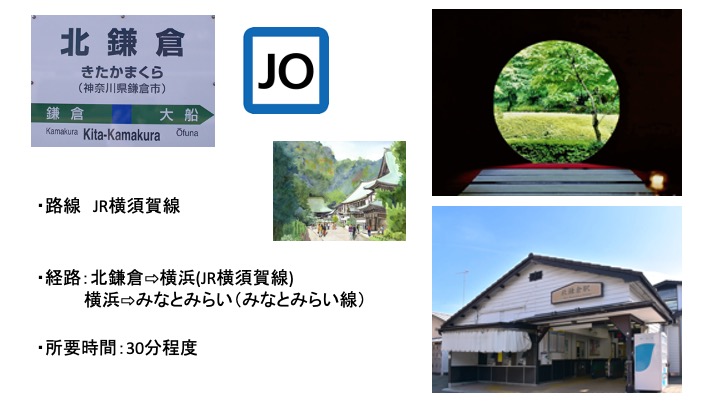 北鎌倉
きたかまくら
（神奈川県鎌倉市）
鎌倉 大船
Kamakura Kita-Kamakura Ōfuna
JO
・路線 JR横須賀線
・経路：北鎌倉⇨横浜(JR横須賀線)
横浜⇨みなとみらい（みなとみらい線）
・所要時間：30分程度
北鎌倉駅